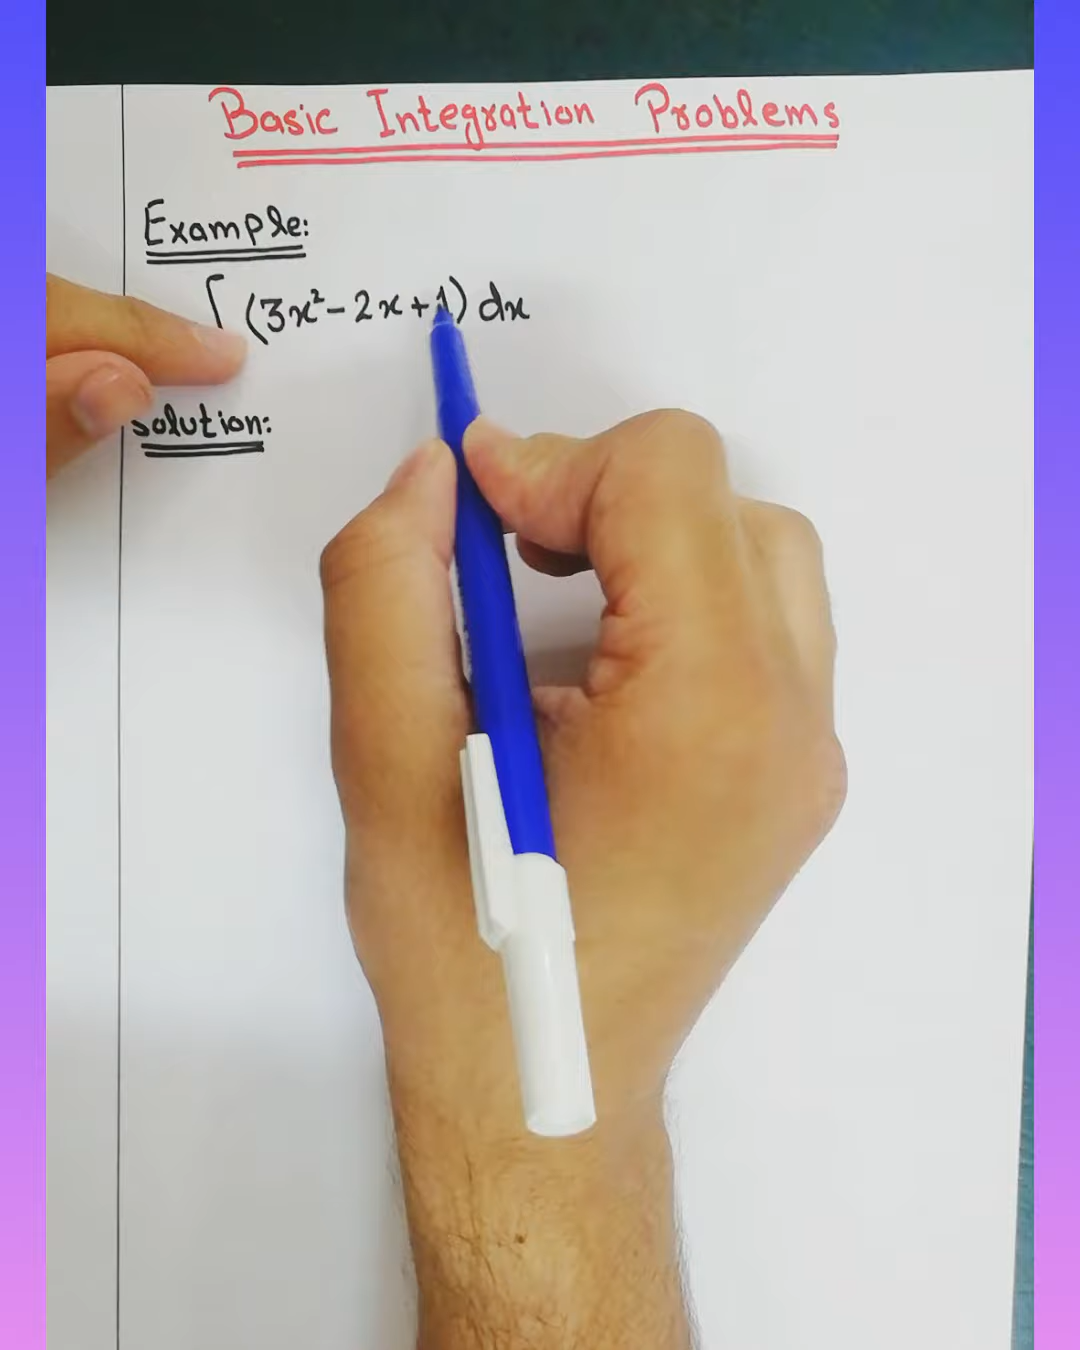 Basic Integration Problems
Example:
∫ (3x² - 2x + 1) dx
Solution: